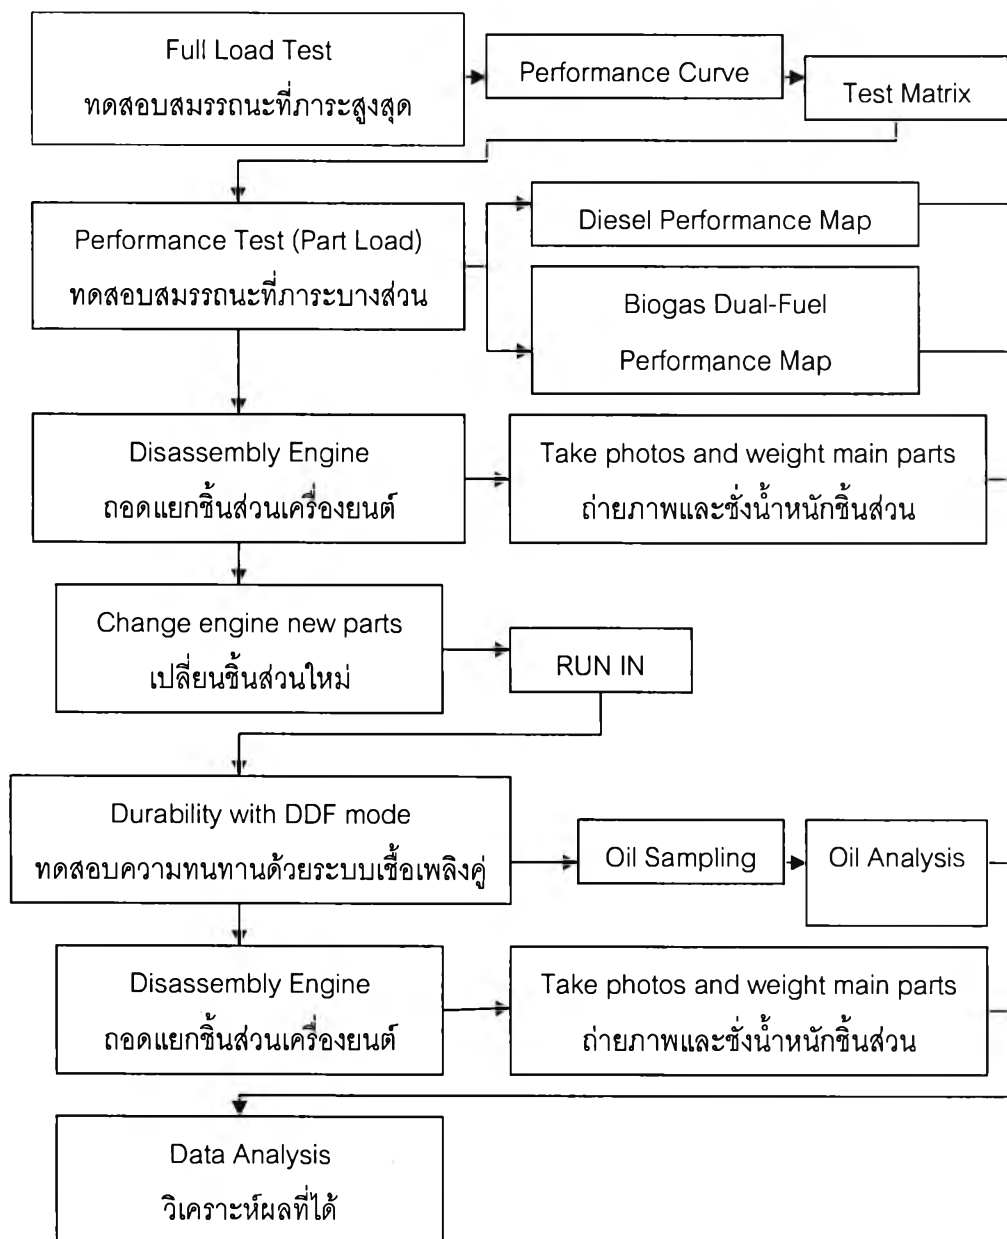 Full Load Test
ทดสอบสมรรถนะที่ภาระสูงสุด
Performance Curve
Test Matrix
Performance Test (Part Load)
ทดสอบสมรรถนะที่ภาระบางส่วน
Diesel Performance Map
Biogas Dual-Fuel
Performance Map
Disassembly Engine
ถอดแยกชิ้นส่วนเครื่องยนต์
Take photos and weight main parts
ถ่ายภาพและชั่งน้ำหนักชิ้นส่วน
Change engine new parts
เปลี่ยนชิ้นส่วนใหม่
RUN IN
Durability with DDF mode
ทดสอบความทนทานด้วยระบบเชื้อเพลิงคู่
Oil Sampling
Oil Analysis
Disassembly Engine
ถอดแยกชิ้นส่วนเครื่องยนต์
Take photos and weight main parts
ถ่ายภาพและชั่งน้ำหนักชิ้นส่วน
Data Analysis
วิเคราะห์ผลที่ได้